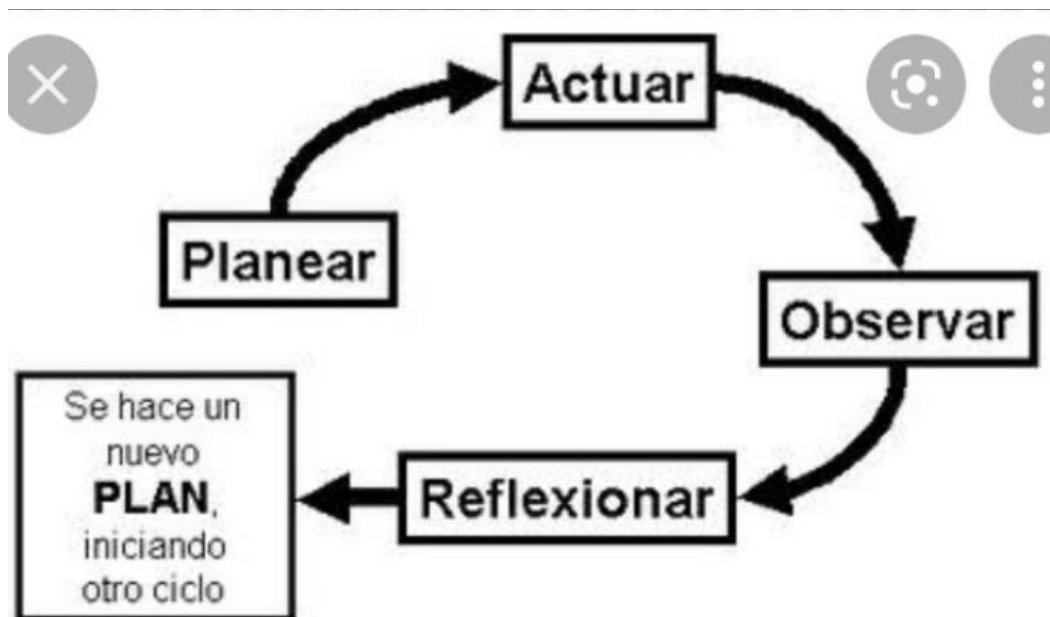 Planear
Actuar
Observar
Reflexionar
Se hace un
nuevo
PLAN,
iniciando
otro ciclo